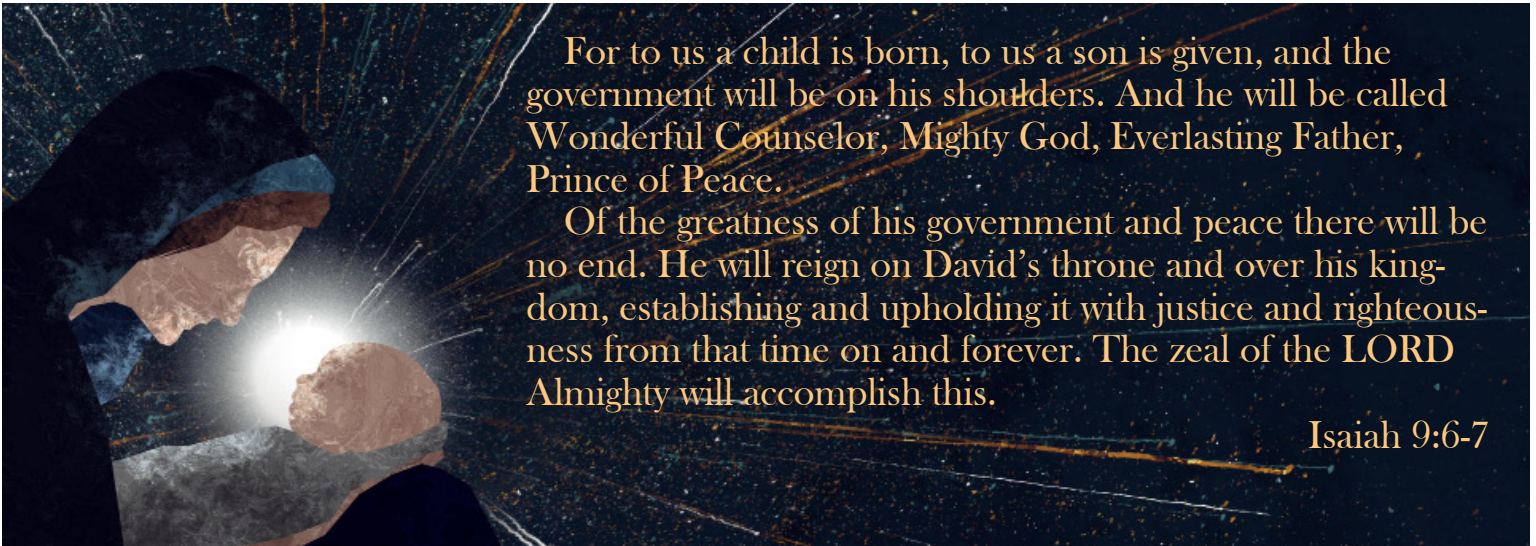 For to us a child is born, to us a son is given, and the
government will be on his shoulders. And he will be called
Wonderful Counselor, Mighty God, Everlasting Father,
Prince of Peace.
Of the greatness of his government and peace there will be
no end. He will reign on David’s throne and over his king-
dom, establishing and upholding it with justice and righteous-
ness from that time on and forever. The zeal of the LORD
Almighty will accomplish this.
Isaiah 9:6-7